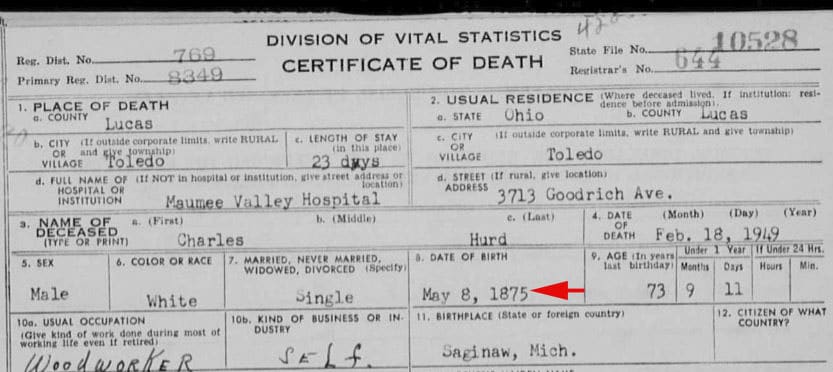 DIVISION OF VITAL STATISTICS
CERTIFICATE OF DEATH
Reg. Dist. No. 769
Primary Reg. Dist. No. 8349
State File No. 10528
Registrar's No. 644
1. PLACE OF DEATH
a. COUNTY Lucas
b. CITY (If outside corporate limits, write RURAL
OR and give township)
VILLAGE Toledo
c. LENGTH OF STAY
(in this place)
23 days
d. FULL NAME OF (If NOT in hospital or institution, give street address or
HOSPITAL OR location)
INSTITUTION Maumee Valley Hospital
2. USUAL RESIDENCE (Where deceased lived. If institution: resi-
dence before admission).
a. STATE Ohio b. COUNTY Lucas
c. CITY (If outside corporate limits, write RURAL and give township)
OR
VILLAGE Toledo
d. STREET (If rural, give location)
ADDRESS 3713 Goodrich Ave.
3. NAME OF a. (First) b. (Middle) c. (Last)
DECEASED
(TYPE OR PRINT) Charles Hurd
4. DATE (Month) (Day) (Year)
OF
DEATH Feb. 18, 1949
5. SEX
Male
6. COLOR OR RACE
White
7. MARRIED, NEVER MARRIED,
WIDOWED, DIVORCED (Specify)
Single
8. DATE OF BIRTH
May 8, 1875
9. AGE (In years
last birthday)
73
Under 1 Year
Months Days
9 11
If Under 24 Hrs.
Hours Min.
10a. USUAL OCCUPATION
(Give kind of work done during most of
working life even if retired)
WoodWORKER
10b. KIND OF BUSINESS OR IN-
DUSTRY
SELf.
11. BIRTHPLACE (State or foreign country)
Saginaw, Mich.
12. CITIZEN OF WHAT
COUNTRY?